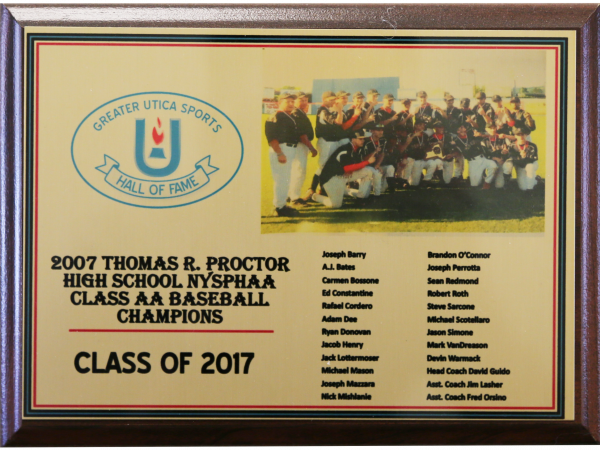 GREATER UTICA SPORTS
U
HALL OF FAME
2007 THOMAS R. PROCTOR
HIGH SCHOOL NYSPHAA
CLASS AA BASEBALL
CHAMPIONS
CLASS OF 2017
Joseph Barry
A.J. Bates
Carmen Bossone
Ed Constantine
Rafael Cordero
Adam Dee
Ryan Donovan
Jacob Henry
Jack Lottermoser
Michael Mason
Joseph Mazzara
Nick Mishlanie
Brandon O'Connor
Joseph Perrotta
Sean Redmond
Robert Roth
Steve Sarcone
Michael Scotellaro
Jason Simone
Mark VanDreason
Devin Warmack
Head Coach David Guido
Asst. Coach Jim Lasher
Asst. Coach Fred Orsino